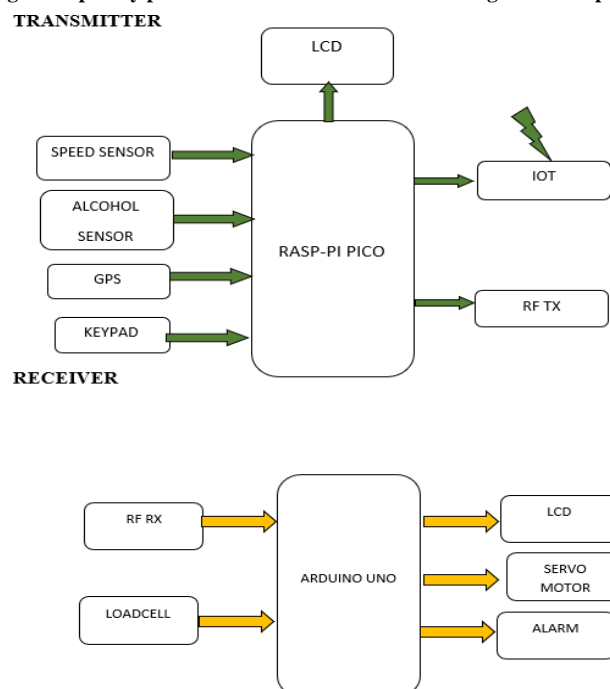 TRANSMITTER
LCD
SPEED SENSOR
ALCOHOL
SENSOR
GPS
KEYPAD
RASP-PI PICO
IOT
RF TX
RECEIVER
RF RX
LOADCELL
ARDUINO UNO
LCD
SERVO
MOTOR
ALARM